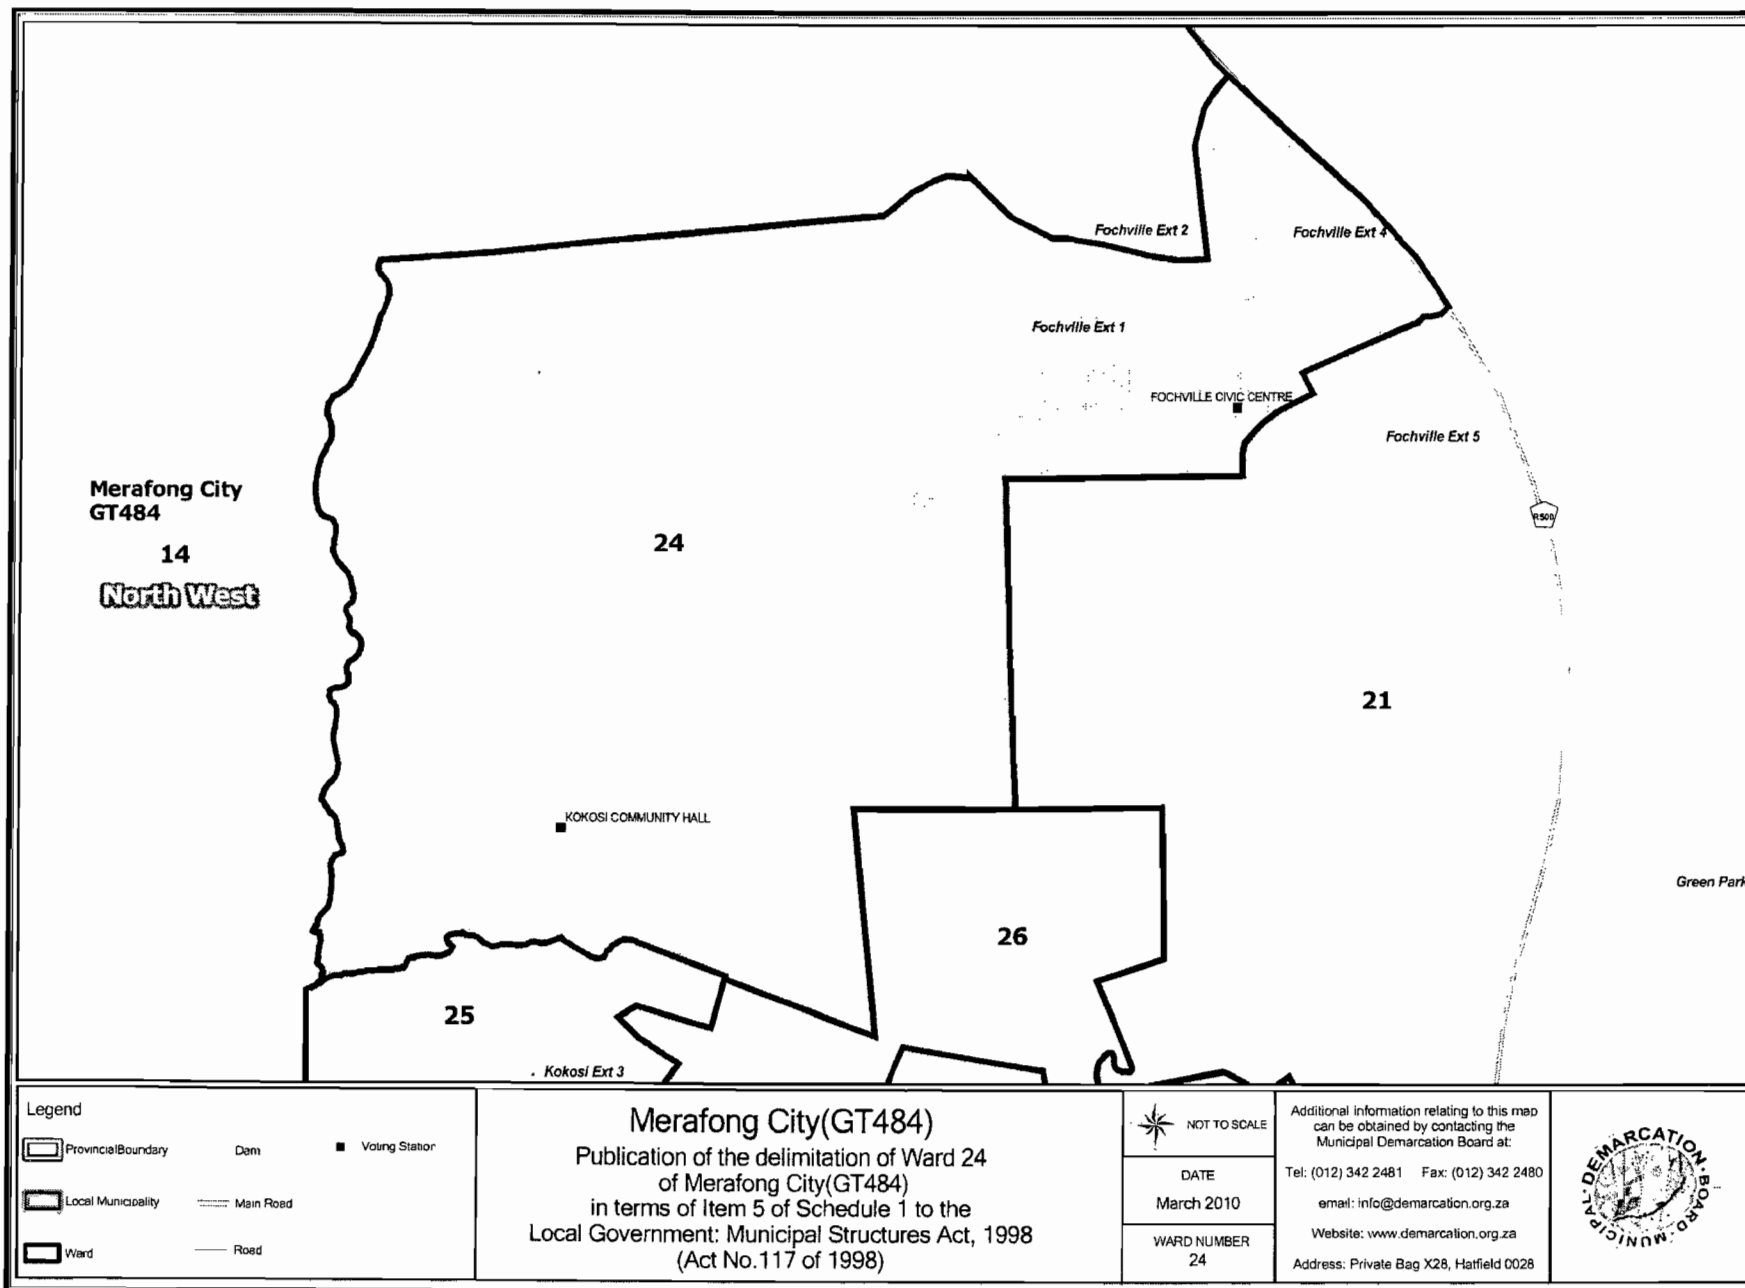 Fochville Ext 2
Fochville Ext 4
Fochville Ext 1
FOCHVILLE CIVIC CENTRE
Fochville Ext 5
Merafong City
GT484
14
North West
24
R500
21
KOKOSI COMMUNITY HALL
Green Park
26
25
Kokosi Ext 3
Legend
ProvincialBoundary
Dam
Voting Station
Local Municipality
Main Road
Ward
Road
Merafong City(GT484)
Publication of the delimitation of Ward 24
of Merafong City(GT484)
in terms of Item 5 of Schedule 1 to the
Local Government: Municipal Structures Act, 1998
(Act No.117 of 1998)
NOT TO SCALE
DATE
March 2010
WARD NUMBER
24
Additional information relating to this map
can be obtained by contacting the
Municipal Demarcation Board at:
Tel: (012) 342 2481 Fax: (012) 342 2480
email: info@demarcation.org.za
Website: www.demarcation.org.za
Address: Private Bag X28, Hatfield 0028
MUNICIPAL DEMARCATION BOARD